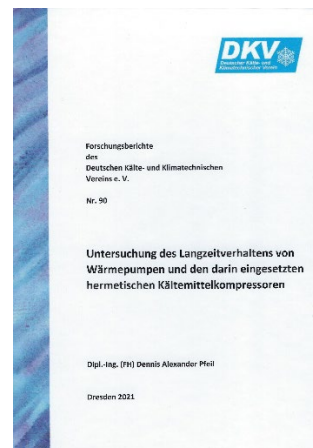 DKV
Deutscher Kälte- und
Klimatechnischer Verein
Forschungsberichte
des
Deutschen Kälte- und Klimatechnischen
Vereins e. V.
Nr. 90
Untersuchung des Langzeitverhaltens von
Wärmepumpen und den darin eingesetzten
hermetischen Kältemittelkompressoren
Dipl.-Ing. (FH) Dennis Alexander Pfeil
Dresden 2021